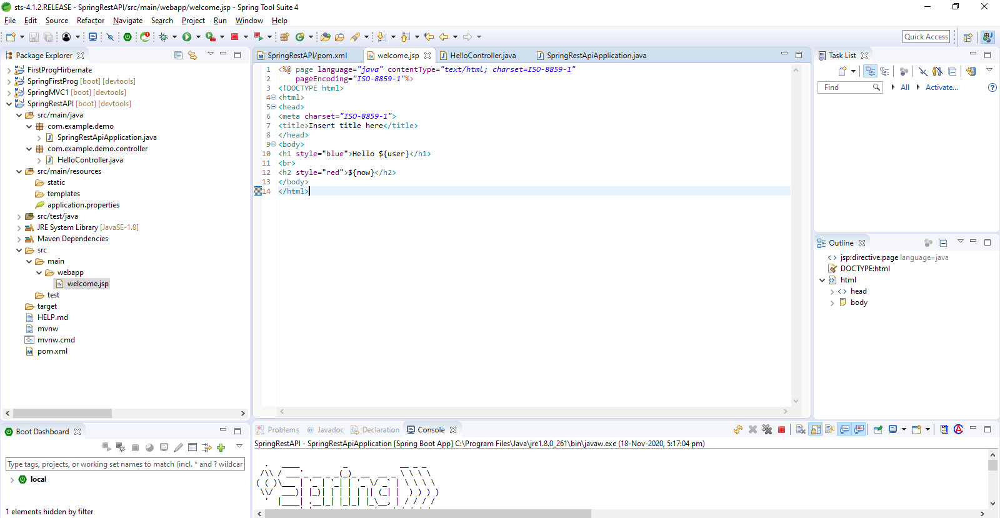 sts-4.1.2.RELEASE - SpringRestAPI/src/main/webapp/welcome.jsp - Spring Tool Suite 4
File Edit Source Refactor Navigate Search Project Run Window Help
Quick Access
Package Explorer
FirstProgHirbernate
SpringFirstProg [boot] [devtools]
SpringMVC1 [boot] [devtools]
SpringRestAPI [boot] [devtools]
src/main/java
com.example.demo
SpringRestApiApplication.java
com.example.demo.controller
HelloController.java
src/main/resources
static
templates
application.properties
src/test/java
JRE System Library [JavaSE-1.8]
Maven Dependencies
src
main
webapp
welcome.jsp
test
target
HELP.md
mvnw
mvnw.cmd
pom.xml
Boot Dashboard
Type tags, projects, or working set names to match (incl. * and ? wildcar
local
1 elements hidden by filter
SpringRestAPI/pom.xml welcome.jsp HelloController.java SpringRestApiApplication.java
1 <%@ page language="java" contentType="text/html; charset=ISO-8859-1"
2 pageEncoding="ISO-8859-1"%>
3 <!DOCTYPE html>
4 <html>
5 <head>
6 <meta charset="ISO-8859-1">
7 <title>Insert title here</title>
8 </head>
9 <body>
10 <h1 style="blue">Hello ${user}</h1>
11 <br>
12 <h2 style="red">${now}</h2>
13 </body>
14 </html>
Problems @ Javadoc Declaration Console
SpringRestAPI - SpringRestApiApplication [Spring Boot App] C:\Program Files\Java\jre1.8.0_261\bin\javaw.exe (18-Nov-2020, 5:17:04 pm)
Spring
Task List
Find All Activate...
Outline
jsp:directive.page language=java
DOCTYPE:html
html
head
body